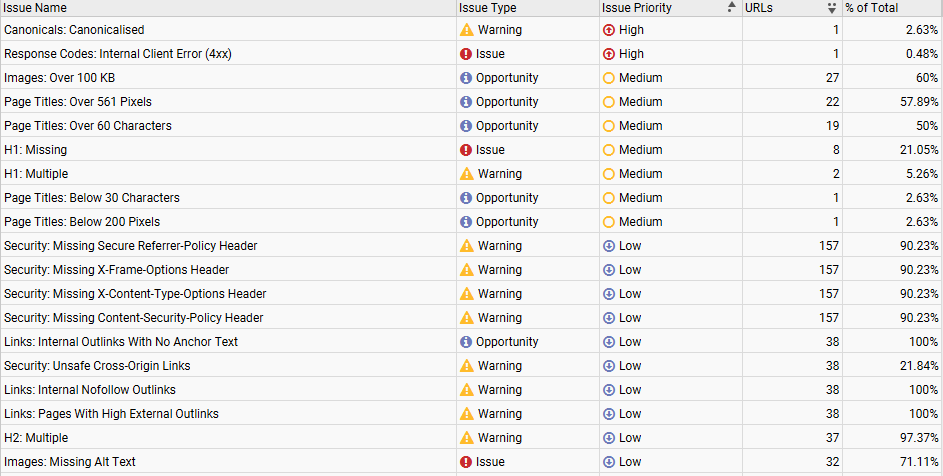 Issue Name Issue Type Issue Priority URLs % of Total
Canonicals: Canonicalised Warning High 1 2.63%
Response Codes: Internal Client Error (4xx) Issue High 1 0.48%
Images: Over 100 KB Opportunity Medium 27 60%
Page Titles: Over 561 Pixels Opportunity Medium 22 57.89%
Page Titles: Over 60 Characters Opportunity Medium 19 50%
H1: Missing Issue Medium 8 21.05%
H1: Multiple Warning Medium 2 5.26%
Page Titles: Below 30 Characters Opportunity Medium 1 2.63%
Page Titles: Below 200 Pixels Opportunity Medium 1 2.63%
Security: Missing Secure Referrer-Policy Header Warning Low 157 90.23%
Security: Missing X-Frame-Options Header Warning Low 157 90.23%
Security: Missing X-Content-Type-Options Header Warning Low 157 90.23%
Security: Missing Content-Security-Policy Header Warning Low 157 90.23%
Links: Internal Outlinks With No Anchor Text Opportunity Low 38 100%
Security: Unsafe Cross-Origin Links Warning Low 38 21.84%
Links: Internal Nofollow Outlinks Warning Low 38 100%
Links: Pages With High External Outlinks Warning Low 38 100%
H2: Multiple Warning Low 37 97.37%
Images: Missing Alt Text Issue Low 32 71.11%